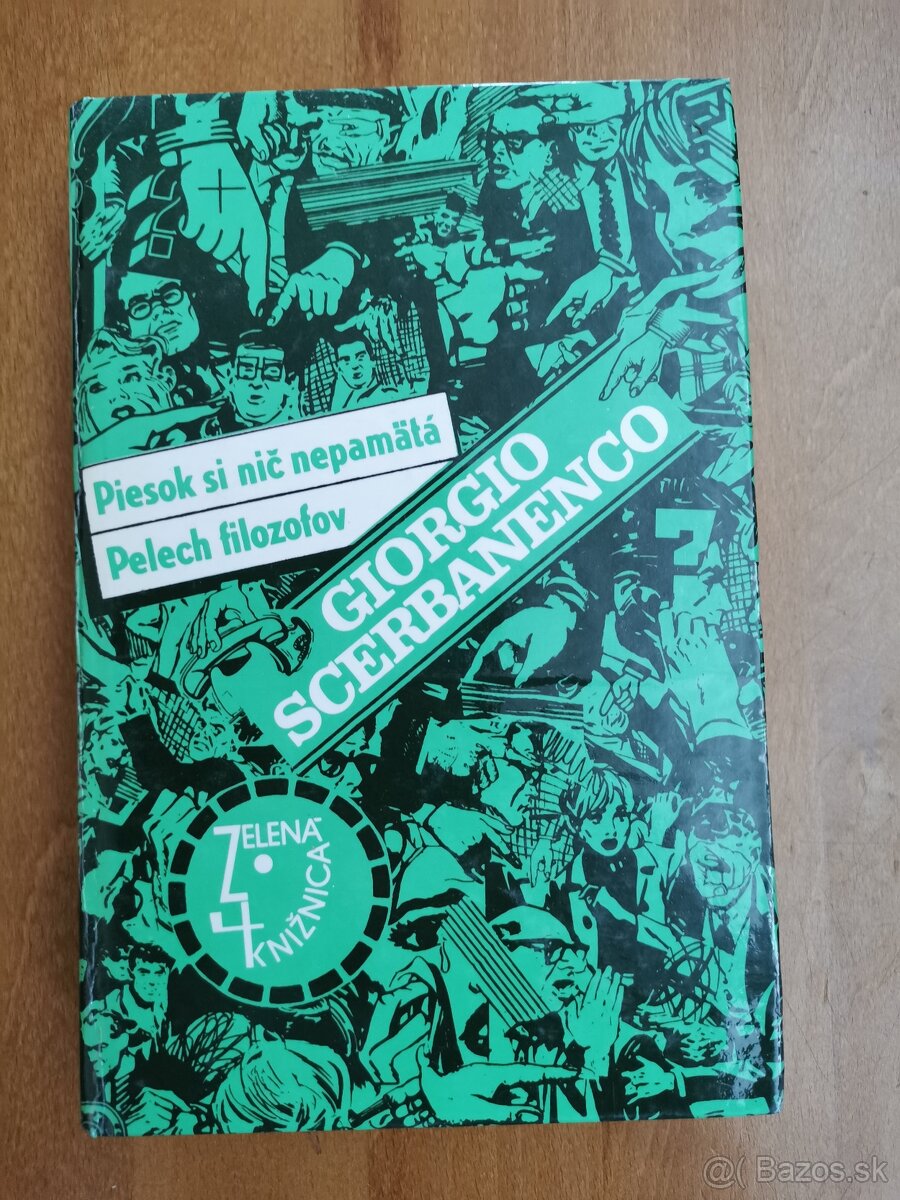 Piesok si nič nepamätá
Pelech filozofov
GIORGIO
SCERBANENCO
ZELENÁ
KNIŽNICA
@( Bazos.sk